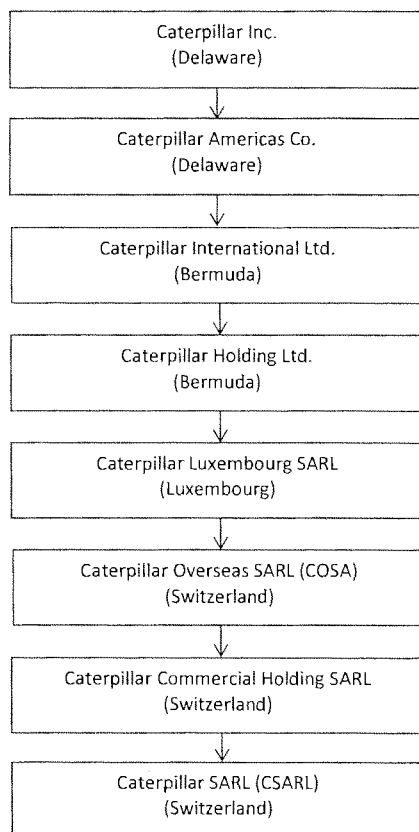 Caterpillar Inc.
(Delaware)
Caterpillar Americas Co.
(Delaware)
Caterpillar International Ltd.
(Bermuda)
Caterpillar Holding Ltd.
(Bermuda)
Caterpillar Luxembourg SARL
(Luxembourg)
Caterpillar Overseas SARL (COSA)
(Switzerland)
Caterpillar Commercial Holding SARL
(Switzerland)
Caterpillar SARL (CSARL)
(Switzerland)